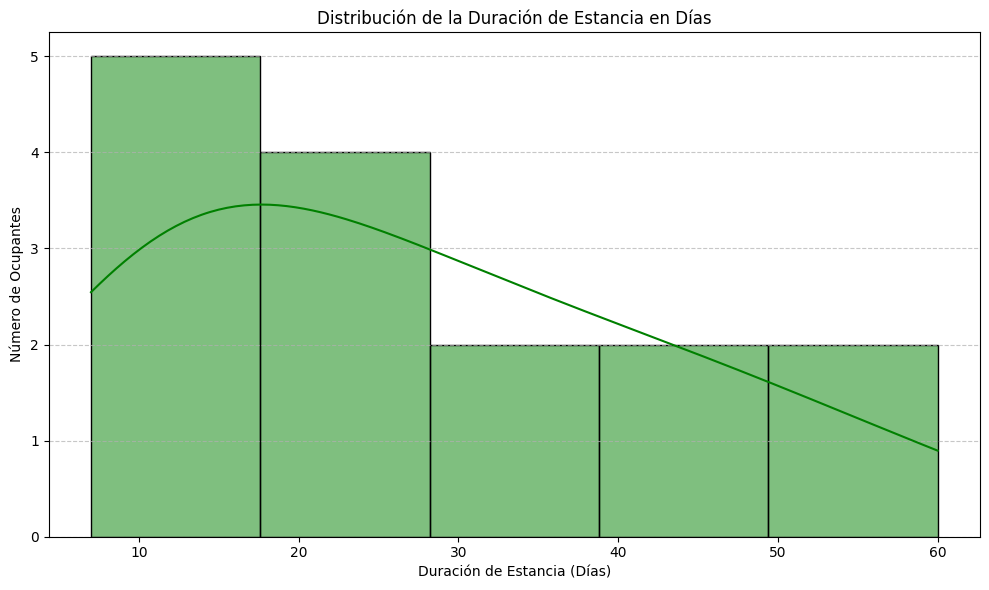 Distribución de la Duración de Estancia en Días
Número de Ocupantes
5
4
3
2
1
0
10 20 30 40 50 60
Duración de Estancia (Días)